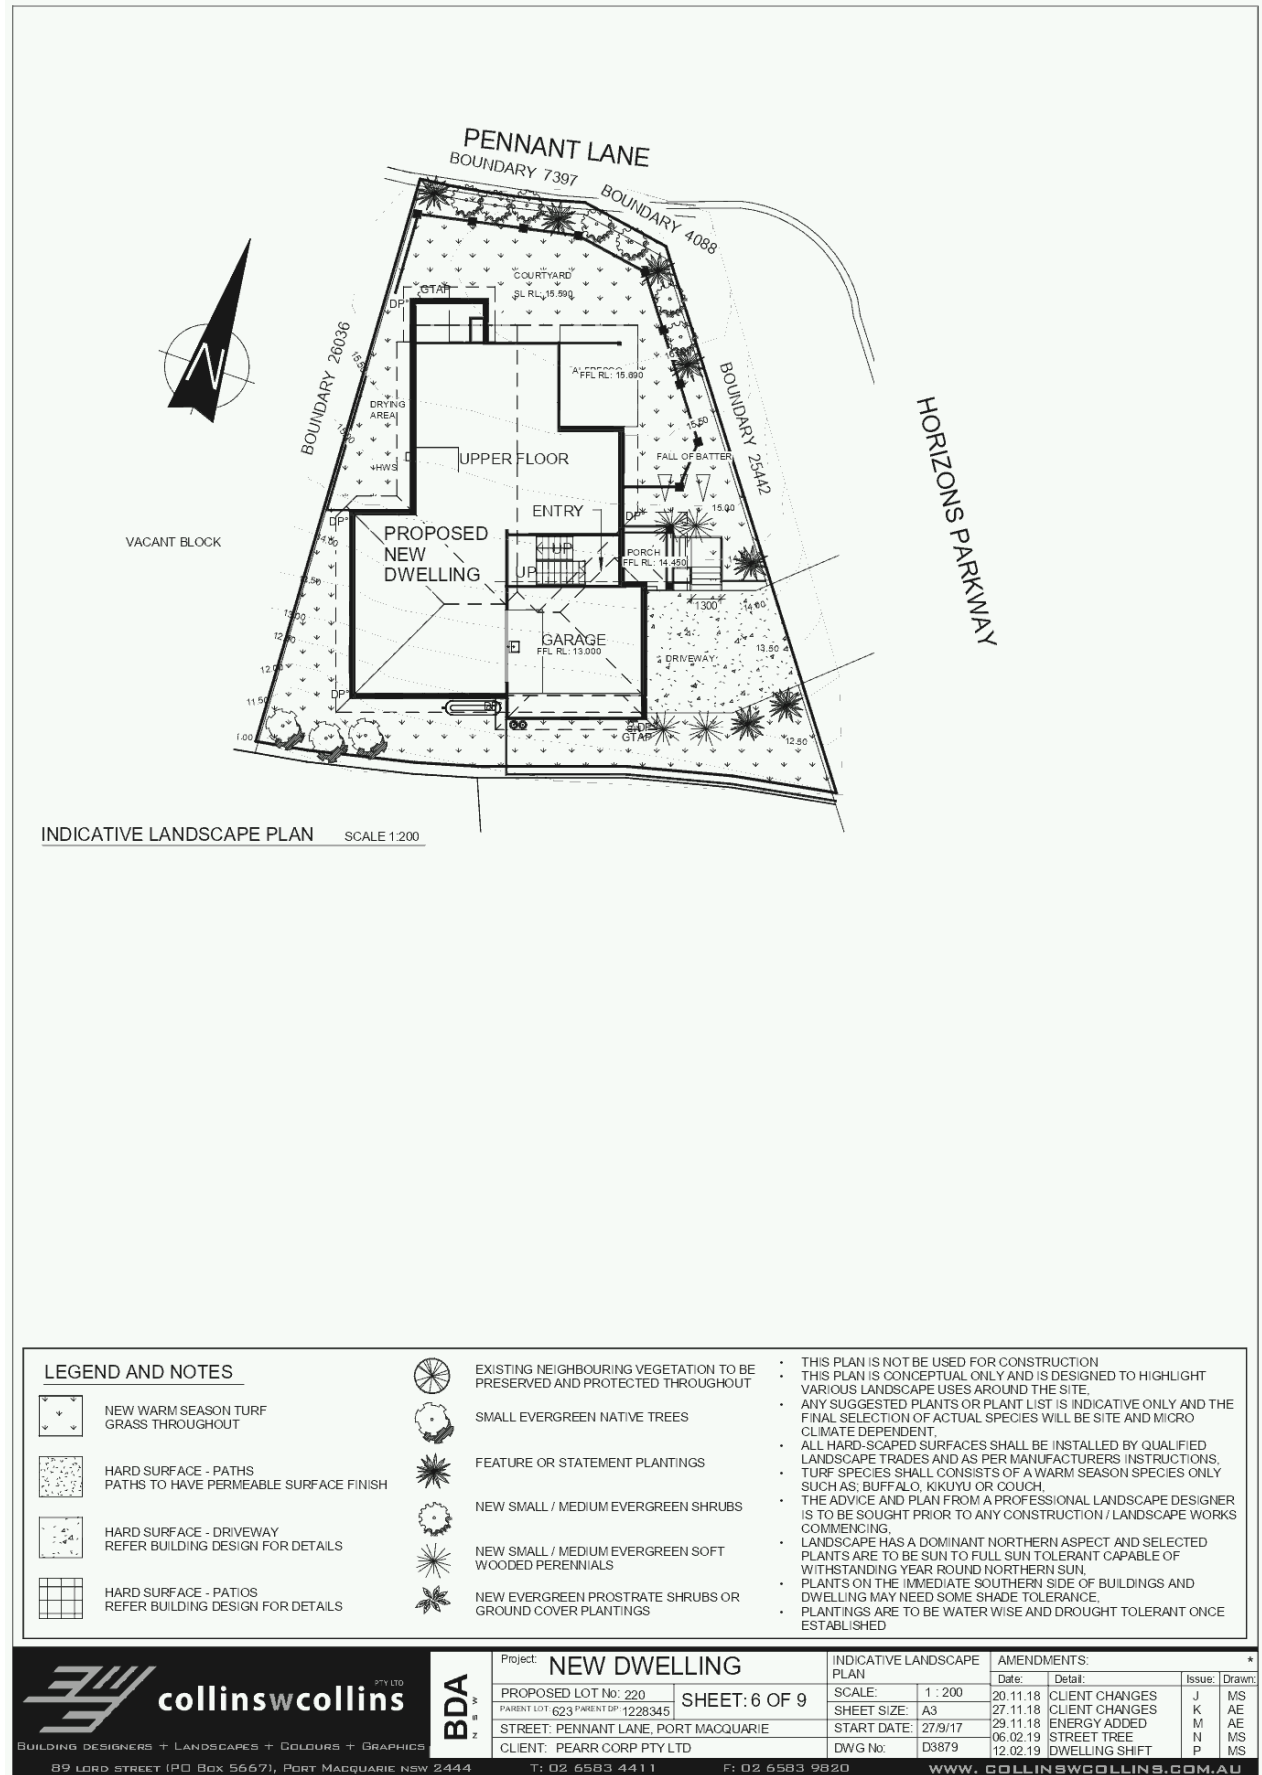 PENNANT LANE
BOUNDARY 7397
BOUNDARY 4088
COURTYARD
SL RL: 15.590
GTAP
DP
BOUNDARY 26036
FFL RL: 15.690
DRYING
AREA
BOUNDARY 25442
HORIZONS PARKWAY
15.50
FALL OF BATTER
HWS
UPPER FLOOR
15.00
ENTRY
DP
DP
VACANT BLOCK
PROPOSED
NEW
DWELLING
UP
UP
PORCH
FFL RL: 14.450
1300
14.00
13.50
13.00
GARAGE
FFL RL: 13.000
DRIVEWAY
13.50
DP
11.50
DP
GTAP
12.50
INDICATIVE LANDSCAPE PLAN SCALE 1:200
LEGEND AND NOTES
NEW WARM SEASON TURF
GRASS THROUGHOUT
HARD SURFACE - PATHS
PATHS TO HAVE PERMEABLE SURFACE FINISH
HARD SURFACE - DRIVEWAY
REFER BUILDING DESIGN FOR DETAILS
HARD SURFACE - PATIOS
REFER BUILDING DESIGN FOR DETAILS
EXISTING NEIGHBOURING VEGETATION TO BE
PRESERVED AND PROTECTED THROUGHOUT
SMALL EVERGREEN NATIVE TREES
FEATURE OR STATEMENT PLANTINGS
NEW SMALL / MEDIUM EVERGREEN SHRUBS
NEW SMALL / MEDIUM EVERGREEN SOFT
WOODED PERENNIALS
NEW EVERGREEN PROSTRATE SHRUBS OR
GROUND COVER PLANTINGS
• THIS PLAN IS NOT BE USED FOR CONSTRUCTION
• THIS PLAN IS CONCEPTUAL ONLY AND IS DESIGNED TO HIGHLIGHT
VARIOUS LANDSCAPE USES AROUND THE SITE,
• ANY SUGGESTED PLANTS OR PLANT LIST IS INDICATIVE ONLY AND THE
FINAL SELECTION OF ACTUAL SPECIES WILL BE SITE AND MICRO
CLIMATE DEPENDENT,
• ALL HARD-SCAPED SURFACES SHALL BE INSTALLED BY QUALIFIED
LANDSCAPE TRADES AND AS PER MANUFACTURERS INSTRUCTIONS,
• TURF SPECIES SHALL CONSISTS OF A WARM SEASON SPECIES ONLY
SUCH AS; BUFFALO, KIKUYU OR COUCH,
• THE ADVICE AND PLAN FROM A PROFESSIONAL LANDSCAPE DESIGNER
IS TO BE SOUGHT PRIOR TO ANY CONSTRUCTION / LANDSCAPE WORKS
COMMENCING,
• LANDSCAPE HAS A DOMINANT NORTHERN ASPECT AND SELECTED
PLANTS ARE TO BE SUN TO FULL SUN TOLERANT CAPABLE OF
WITHSTANDING YEAR ROUND NORTHERN SUN,
• PLANTS ON THE IMMEDIATE SOUTHERN SIDE OF BUILDINGS AND
DWELLING MAY NEED SOME SHADE TOLERANCE,
• PLANTINGS ARE TO BE WATER WISE AND DROUGHT TOLERANT ONCE
ESTABLISHED
PTY LTD
collinswcollins
BUILDING DESIGNERS + LANDSCAPES + COLOURS + GRAPHICS
BDA
NSW
Project: NEW DWELLING
PROPOSED LOT No: 220
PARENT LOT 623 PARENT DP: 1228345
SHEET: 6 OF 9
STREET: PENNANT LANE, PORT MACQUARIE
CLIENT: PEARR CORP PTY LTD
INDICATIVE LANDSCAPE
PLAN
SCALE: 1 : 200
SHEET SIZE: A3
START DATE: 27/9/17
DWG No: D3879
AMENDMENTS: *
Date: Detail: Issue: Drawn:
20.11.18 CLIENT CHANGES J MS
27.11.18 CLIENT CHANGES K AE
29.11.18 ENERGY ADDED M AE
06.02.19 STREET TREE N MS
12.02.19 DWELLING SHIFT P MS
89 LORD STREET (PO BOX 5667), PORT MACQUARIE NSW 2444 T: 02 6583 4411 F: 02 6583 9820 WWW. COLLINSWCOLLINS.COM.AU